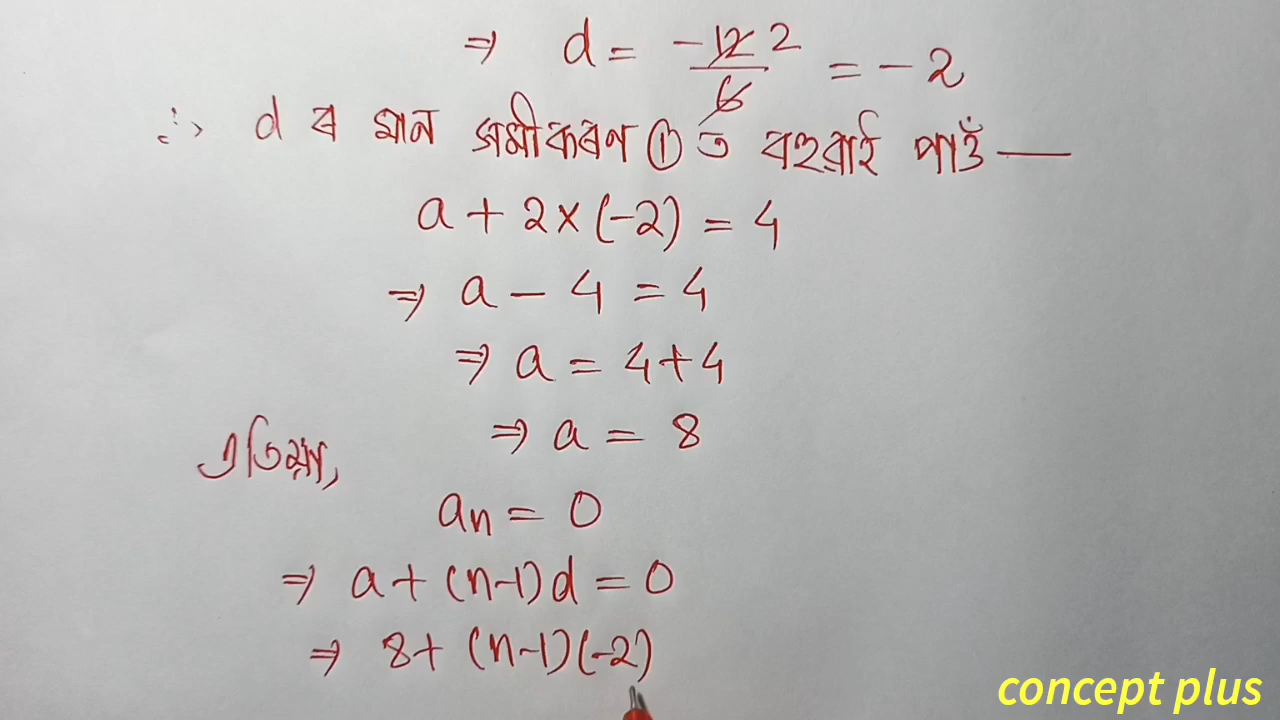 ⇒ d = -12 2 / 6 = -2
∴ d ৰ মান সমীকৰণ ① ত বহুৱাই পাওঁ —
a + 2 × (-2) = 4
⇒ a - 4 = 4
⇒ a = 4+4
⇒ a = 8
এতিয়া,
an = 0
⇒ a + (n-1)d = 0
⇒ 8+ (n-1)(-2)
concept plus